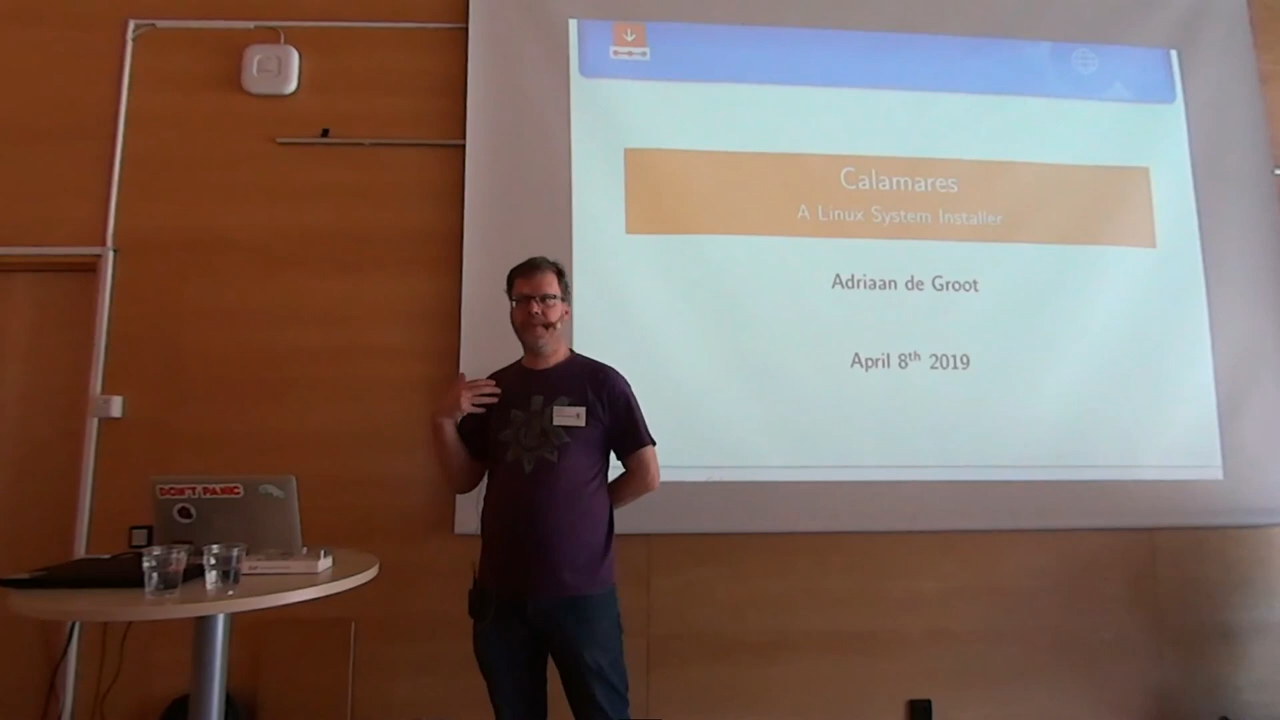 Calamares
A Linux System Installer
Adriaan de Groot
April 8th 2019
DON'T PANIC